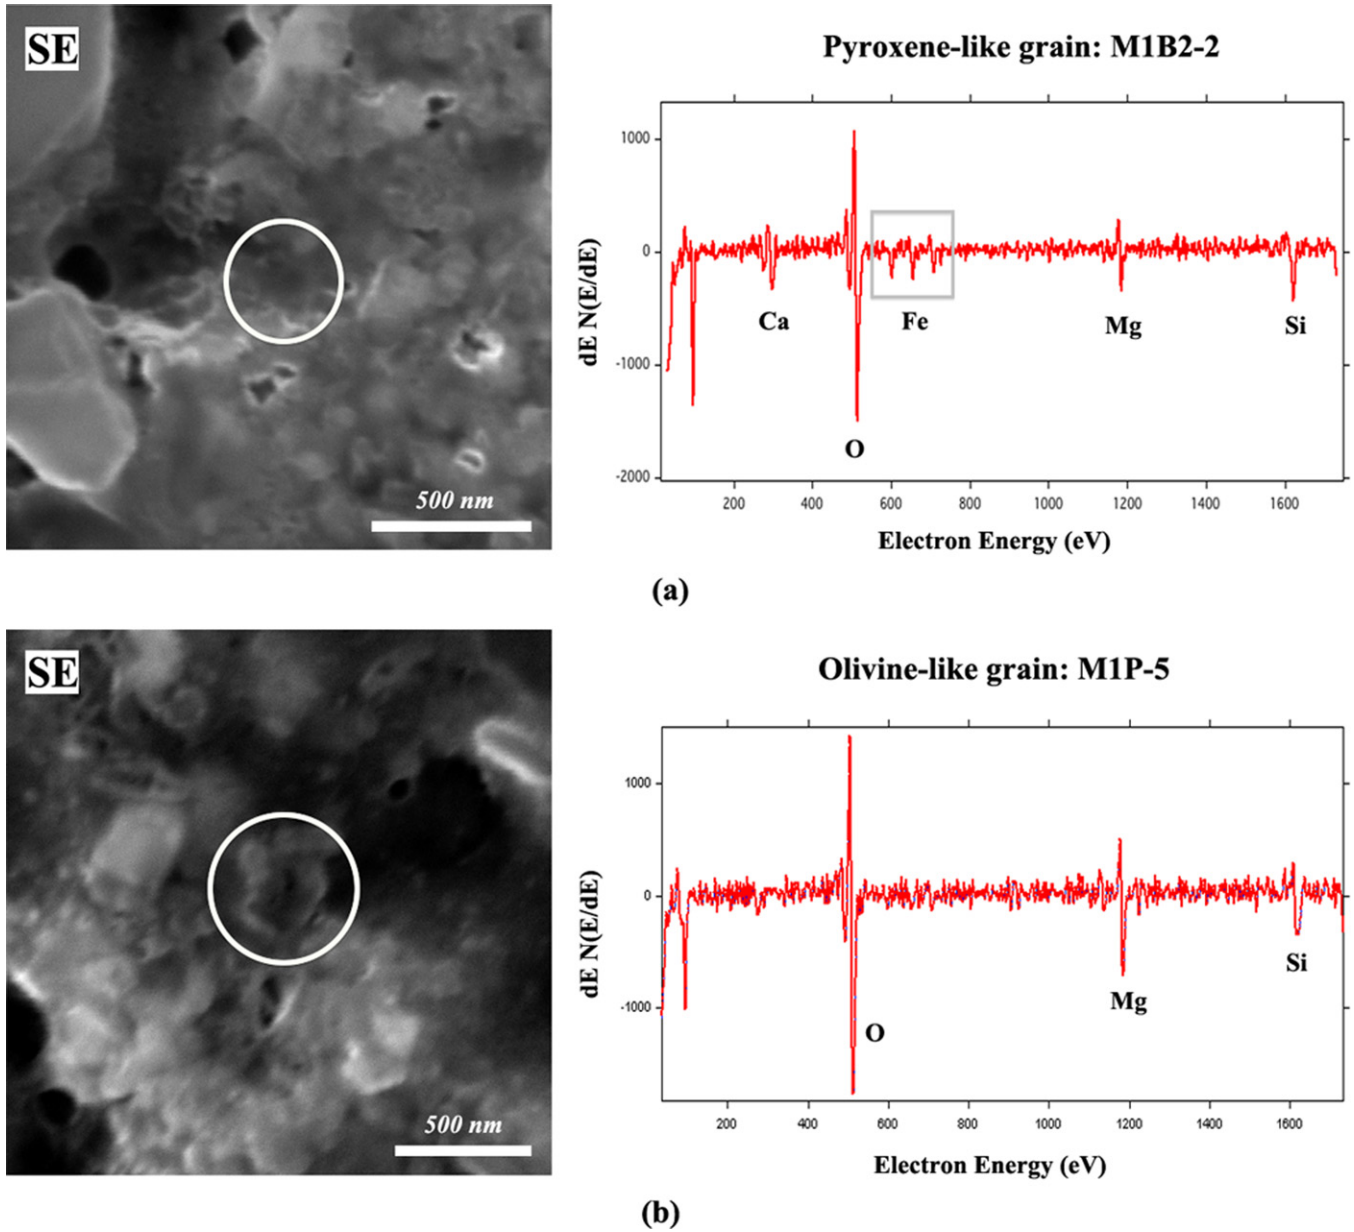 SE
500 nm
Pyroxene-like grain: M1B2-2
dE N(E/dE)
1000
0
-1000
-2000
Ca
O
Fe
Mg
Si
200 400 600 800 1000 1200 1400 1600
Electron Energy (eV)
(a)
SE
500 nm
Olivine-like grain: M1P-5
dE N(E/dE)
1000
0
-1000
O
Mg
Si
200 400 600 800 1000 1200 1400 1600
Electron Energy (eV)
(b)